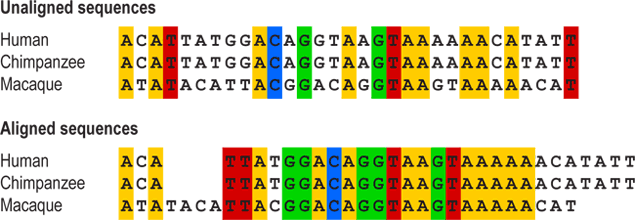 Unaligned sequences
Human ACATTATGGACAGGTAAGTAAAAAACATATT
Chimpanzee ACATTATGGACAGGTAAGTAAAAAACATATT
Macaque ATATACATTACGGACAGGTAAGTAAAAACAT
Aligned sequences
Human ACA TTATGGACAGGTAAGTAAAAAACATATT
Chimpanzee ACA TTATGGACAGGTAAGTAAAAAACATATT
Macaque ATATACATTACGGACAGGTAAGTAAAAACAT